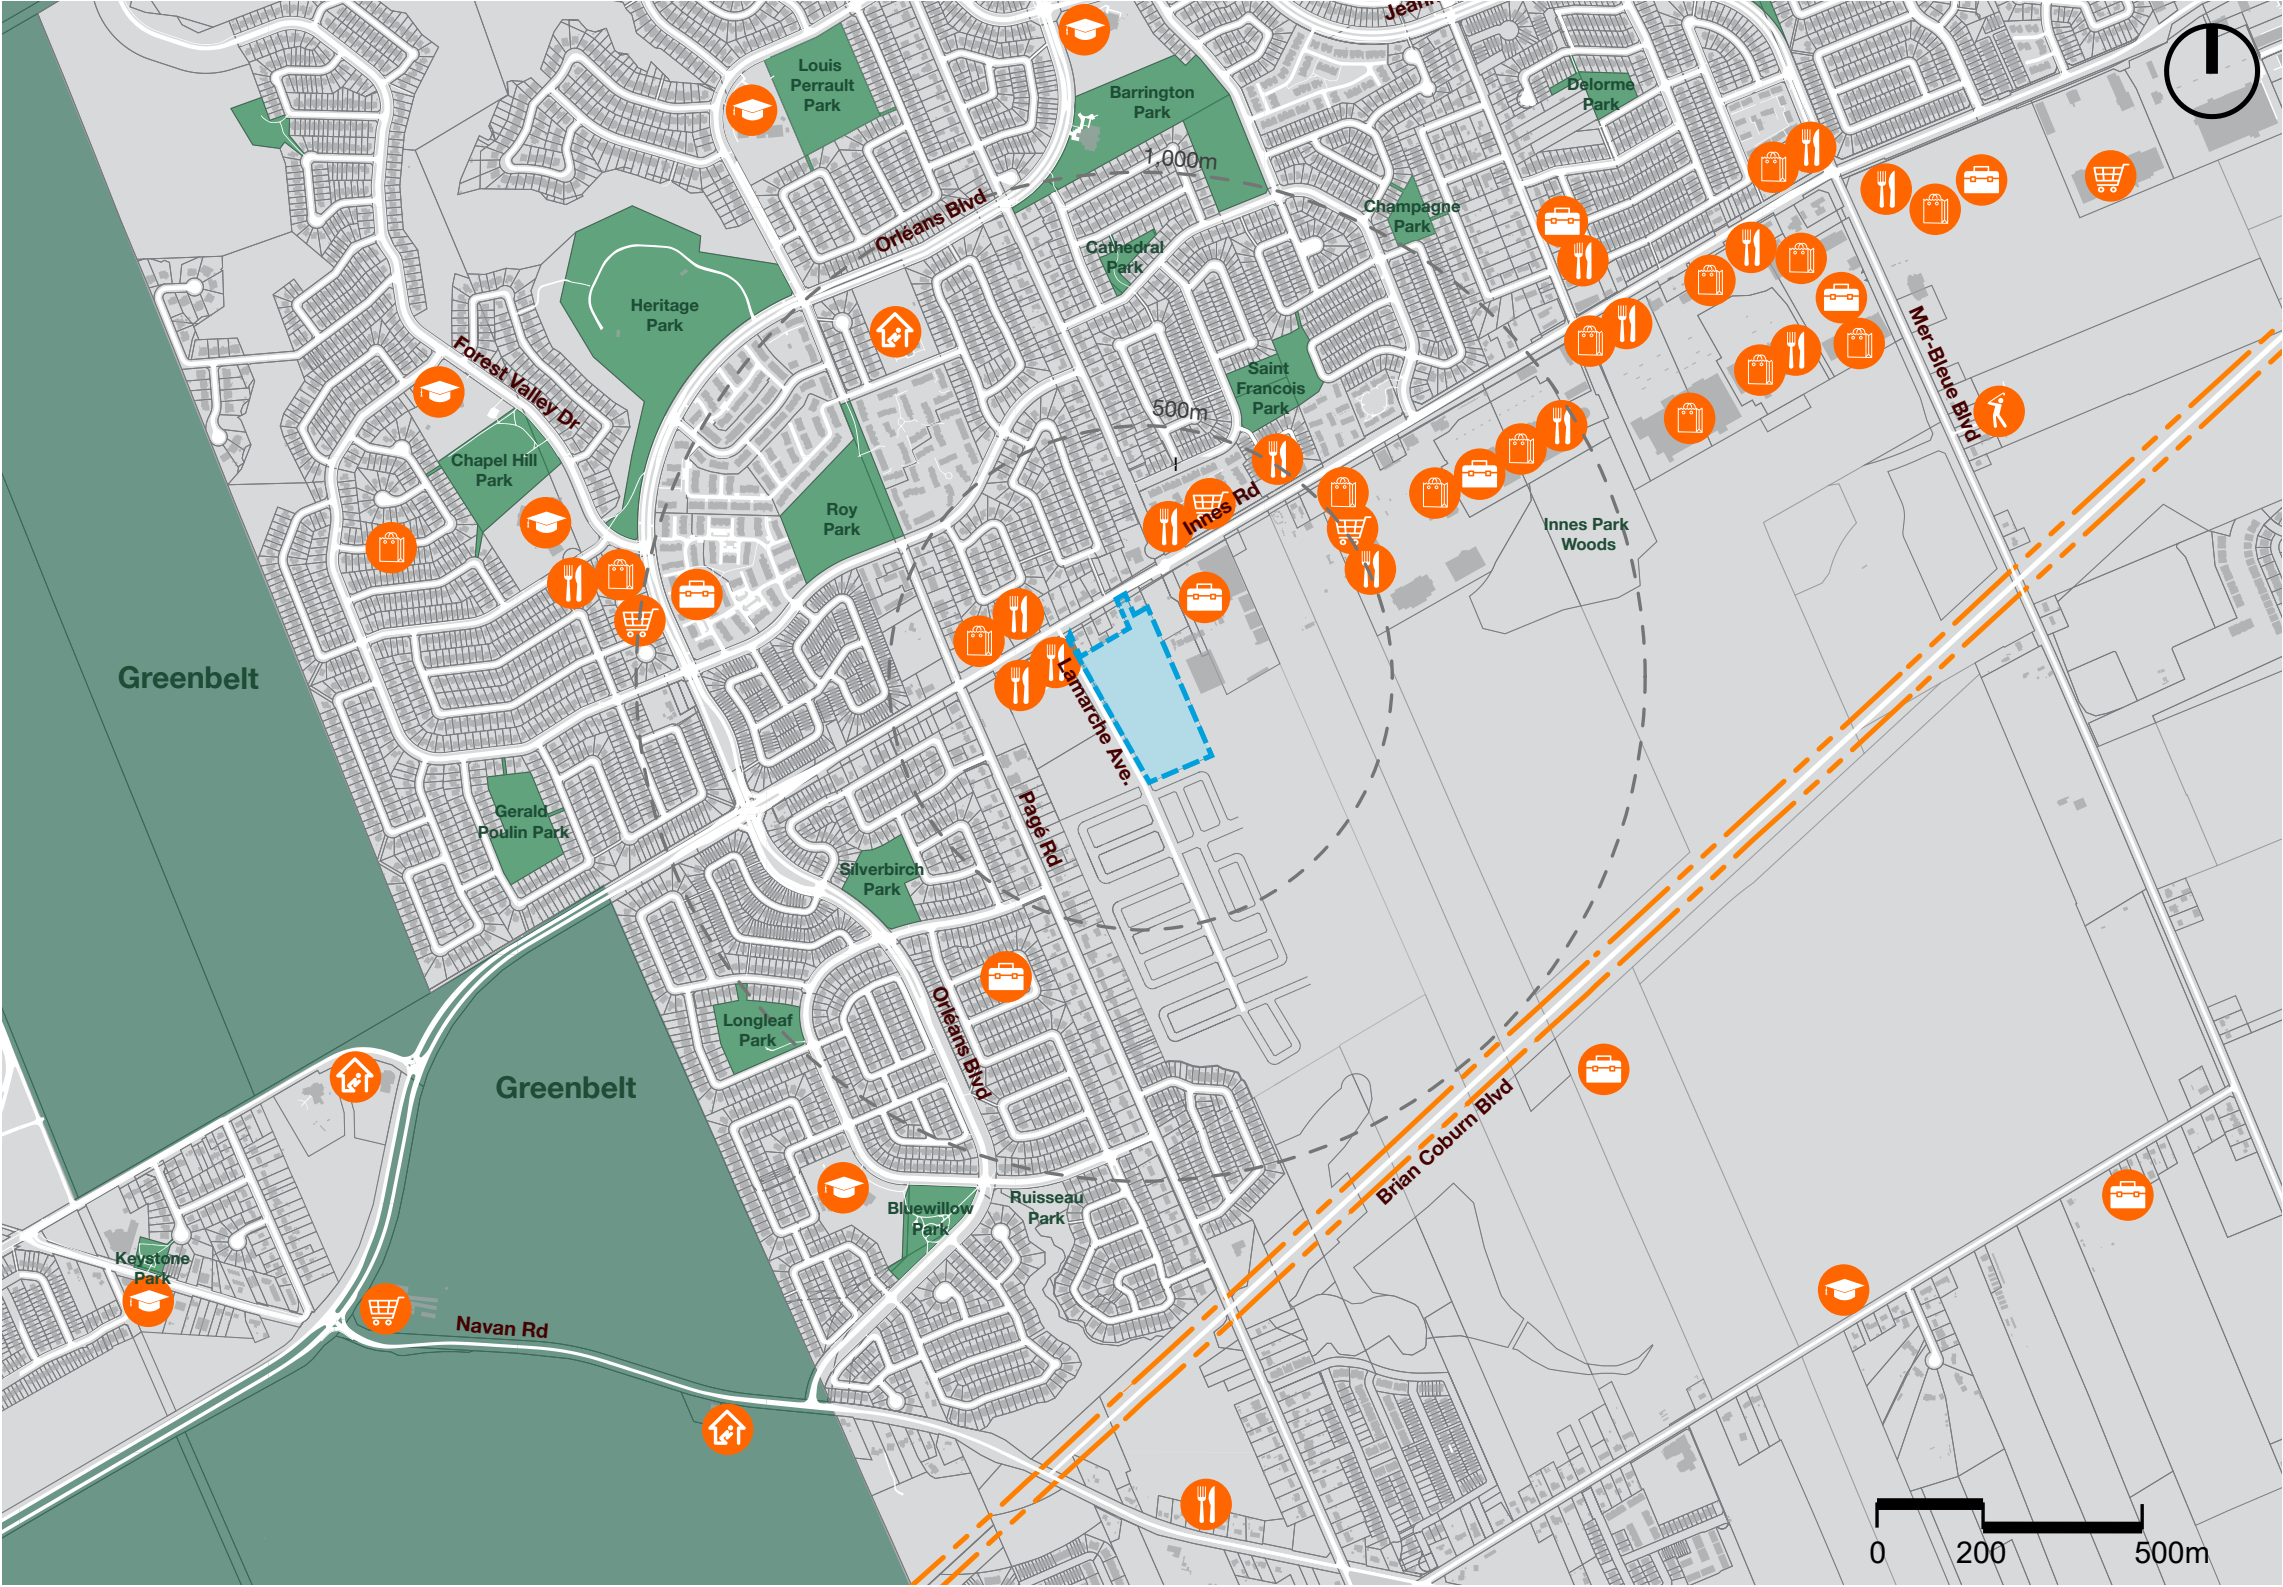 Jean
Louis
Perrault
Park
Barrington
Park
Delorme
Park
1,000m
Orléans Blvd
Champagne
Park
Cathedral
Park
Heritage
Park
Forest Valley Dr
Mer-Bleue Blvd
Saint
Francois
Park
500m
Chapel Hill
Park
Roy
Park
Innes Rd
Innes Park
Woods
Greenbelt
Lamarche Ave.
Gerald
Poulin Park
Pagé Rd
Silverbirch
Park
Longleaf
Park
Orléans Blvd
Greenbelt
Brian Coburn Blvd
Bluewillow
Park
Ruisseau
Park
Keystone
Park
Navan Rd
0 200 500m